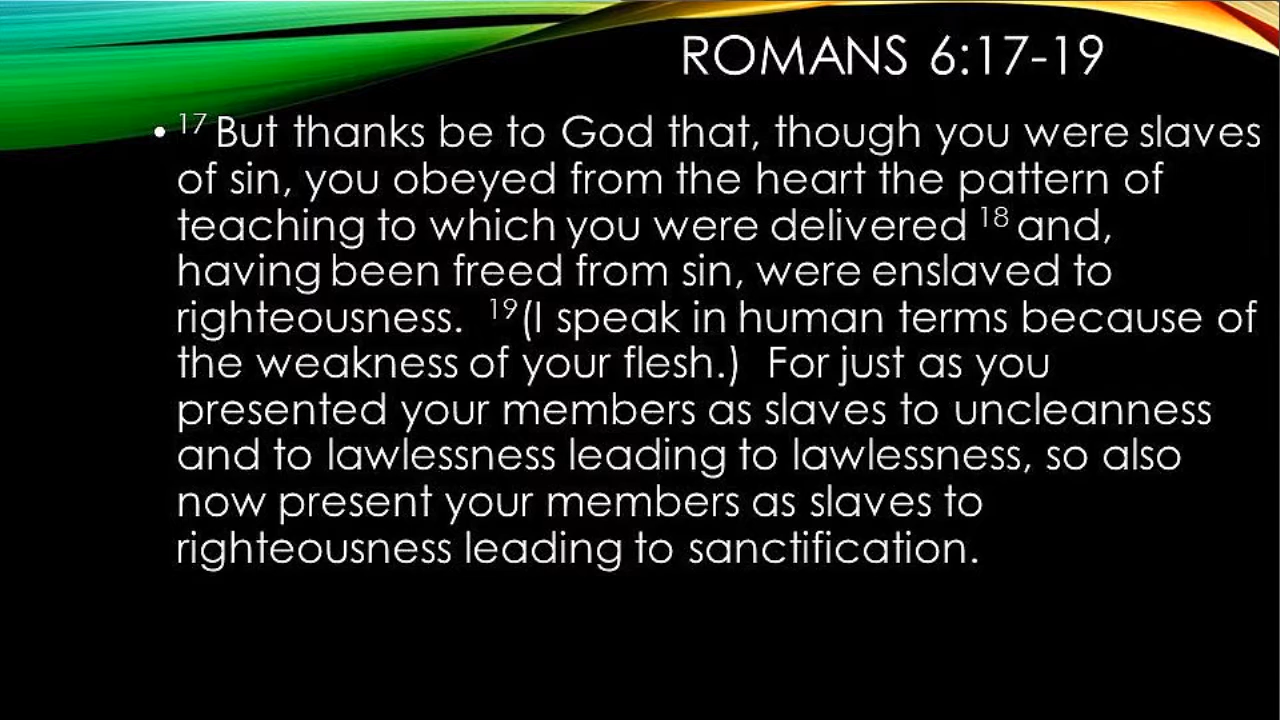 ROMANS 6:17-19
• 17 But thanks be to God that, though you were slaves
of sin, you obeyed from the heart the pattern of
teaching to which you were delivered 18 and,
having been freed from sin, were enslaved to
righteousness. 19 (I speak in human terms because of
the weakness of your flesh.) For just as you
presented your members as slaves to uncleanness
and to lawlessness leading to lawlessness, so also
now present your members as slaves to
righteousness leading to sanctification.